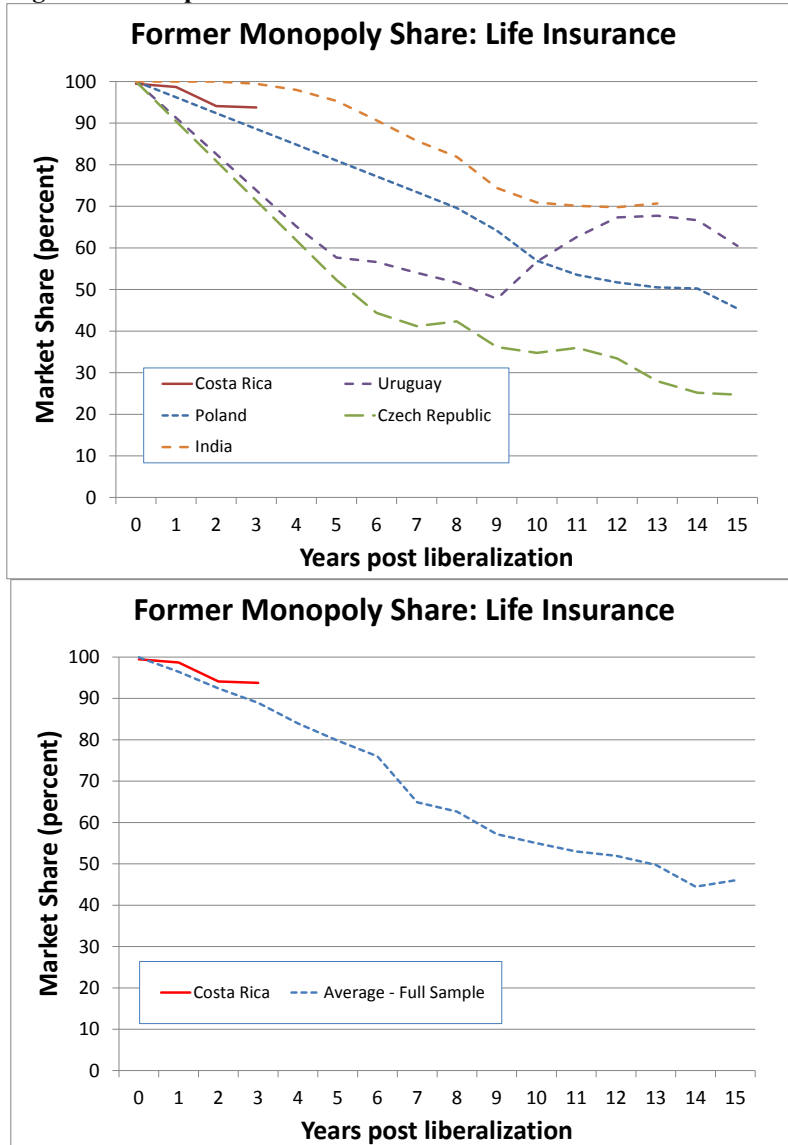 Former Monopoly Share: Life Insurance
Market Share (percent)
100
90
80
70
60
50
40
30
20
10
0
Costa Rica Uruguay
Poland Czech Republic
India
0 1 2 3 4 5 6 7 8 9 10 11 12 13 14 15
Years post liberalization
Former Monopoly Share: Life Insurance
Market Share (percent)
100
90
80
70
60
50
40
30
20
10
0
Costa Rica Average - Full Sample
0 1 2 3 4 5 6 7 8 9 10 11 12 13 14 15
Years post liberalization